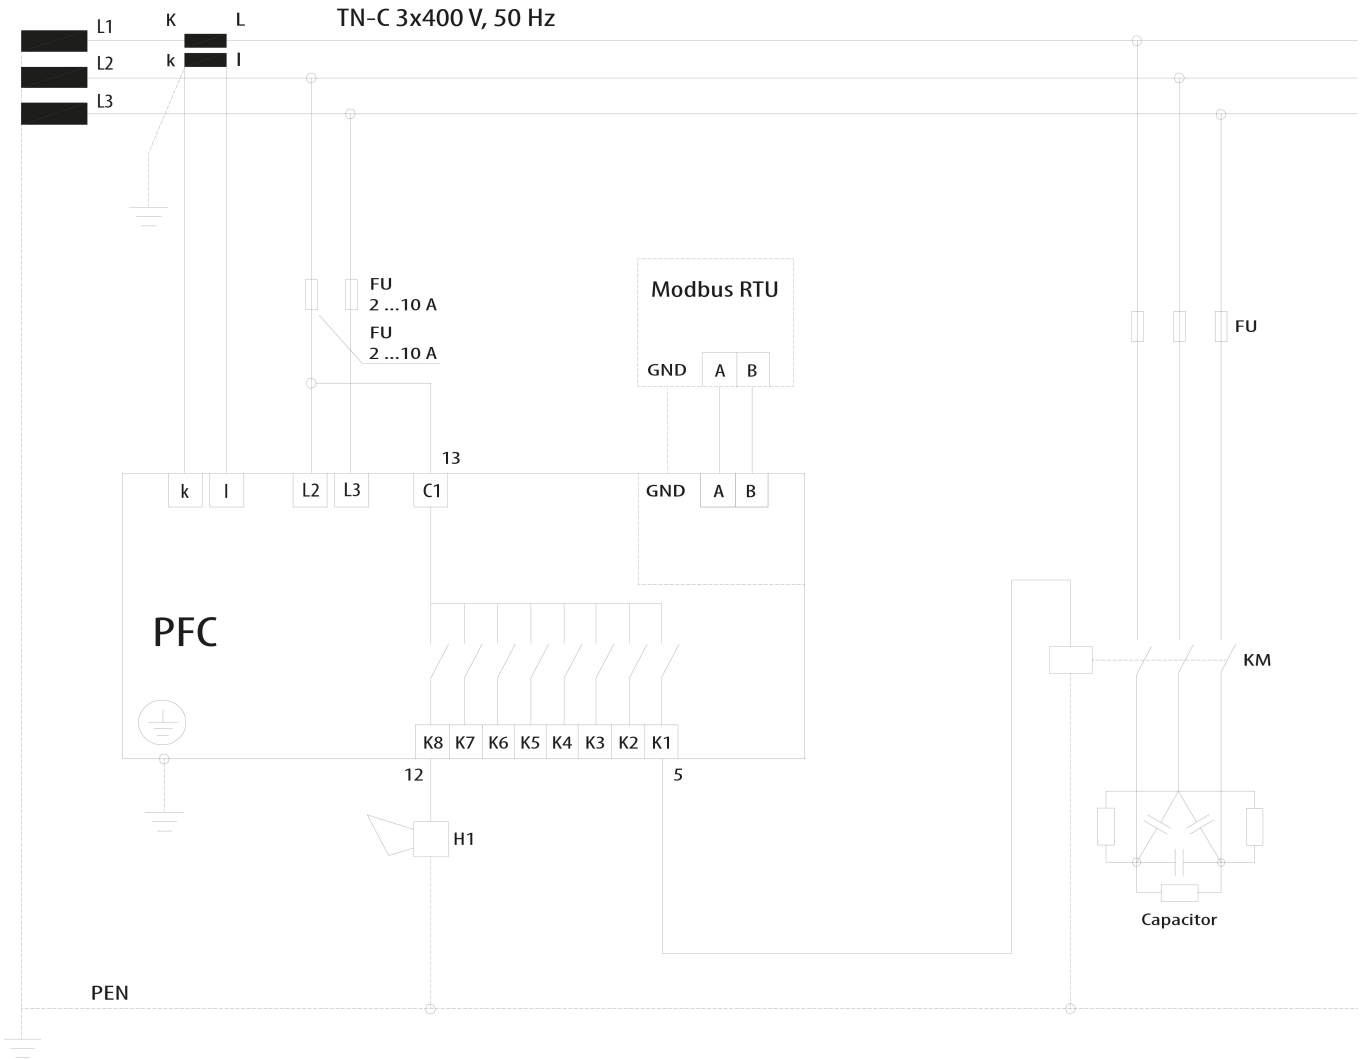 TN-C 3x400 V, 50 Hz
K L
L1
k l
L2
L3
FU
2 ...10 A
FU
2 ...10 A
Modbus RTU
GND A B
FU
13
k l L2 L3 C1 GND A B
PFC
KM
K8 K7 K6 K5 K4 K3 K2 K1
12 5
H1
Capacitor
PEN